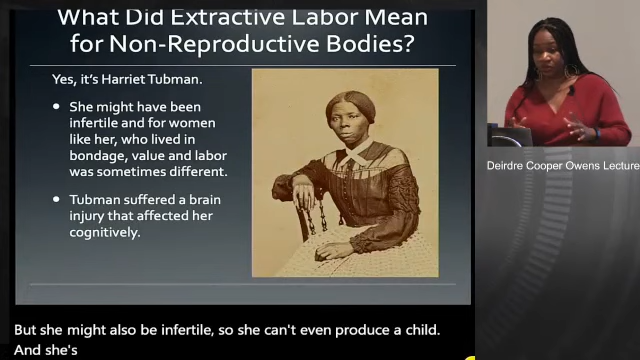 What Did Extractive Labor Mean
for Non-Reproductive Bodies?
Yes, it's Harriet Tubman.
• She might have been
infertile and for women
like her, who lived in
bondage, value and labor
was sometimes different.
• Tubman suffered a brain
injury that affected her
cognitively.
Deirdre Cooper Owens Lecture
But she might also be infertile, so she can't even produce a child.
And she's